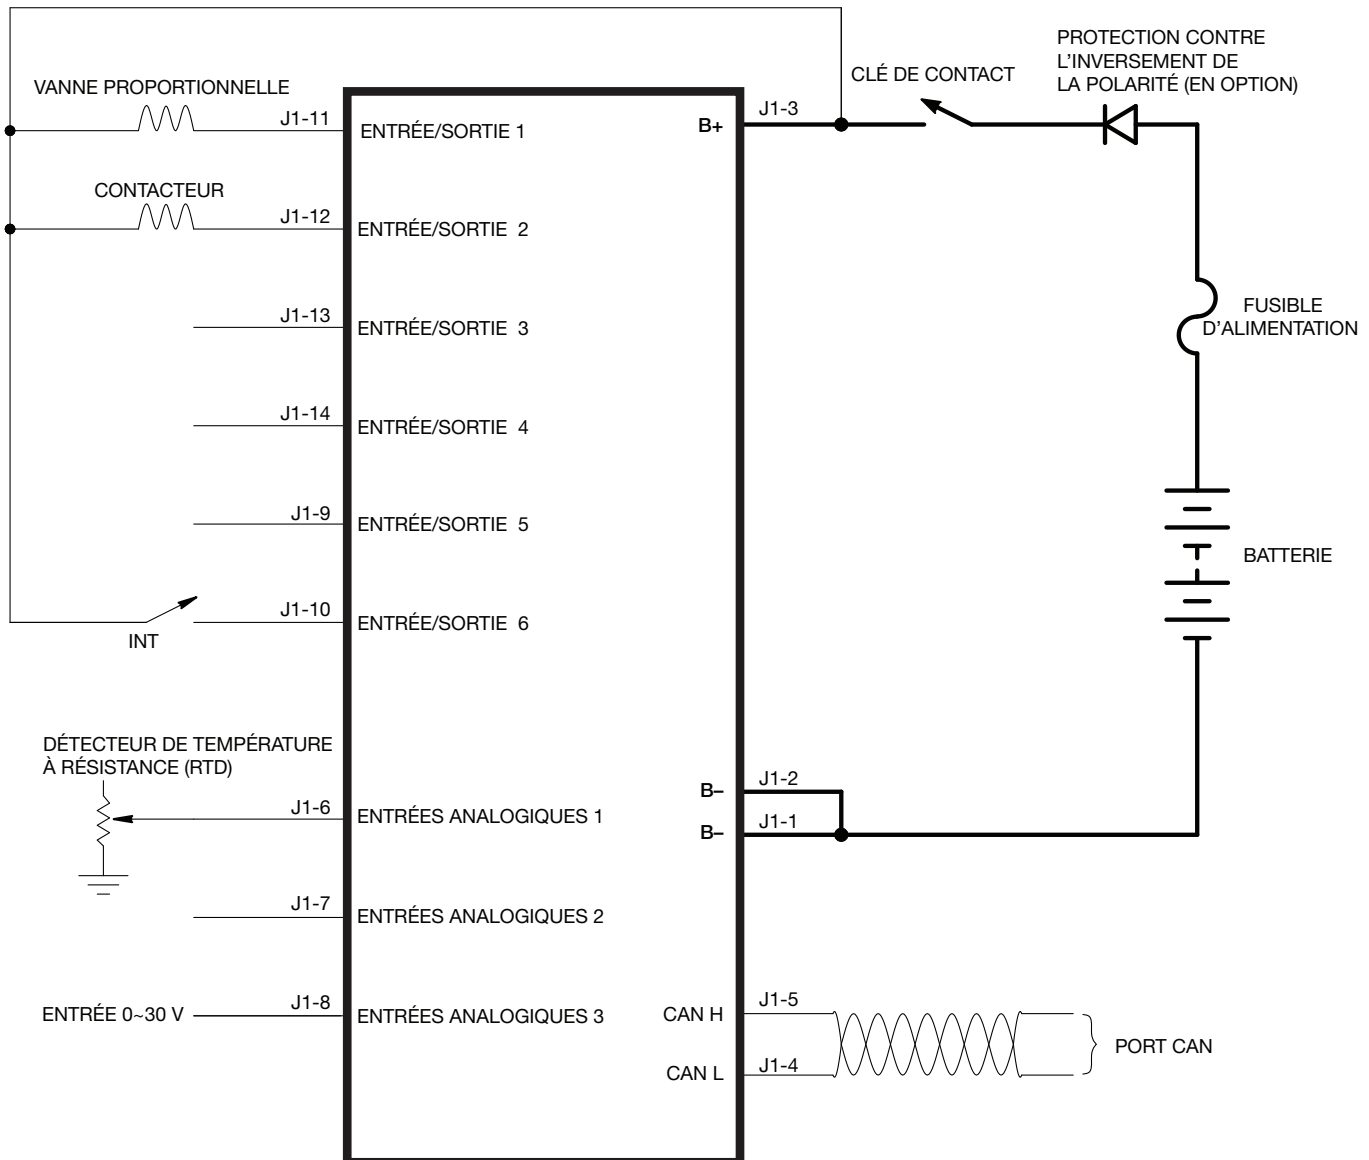 VANNE PROPORTIONNELLE
J1-11
ENTRÉE/SORTIE 1
CONTACTEUR
J1-12
ENTRÉE/SORTIE 2
J1-13
ENTRÉE/SORTIE 3
J1-14
ENTRÉE/SORTIE 4
J1-9
ENTRÉE/SORTIE 5
J1-10
ENTRÉE/SORTIE 6
INT
DÉTECTEUR DE TEMPÉRATURE
À RÉSISTANCE (RTD)
J1-6
ENTRÉES ANALOGIQUES 1
J1-7
ENTRÉES ANALOGIQUES 2
ENTRÉE 0~30 V
J1-8
ENTRÉES ANALOGIQUES 3
B+
J1-3
CLÉ DE CONTACT
PROTECTION CONTRE
L'INVERSEMENT DE
LA POLARITÉ (EN OPTION)
FUSIBLE
D'ALIMENTATION
BATTERIE
B–
J1-2
B–
J1-1
CAN H
J1-5
CAN L
J1-4
PORT CAN